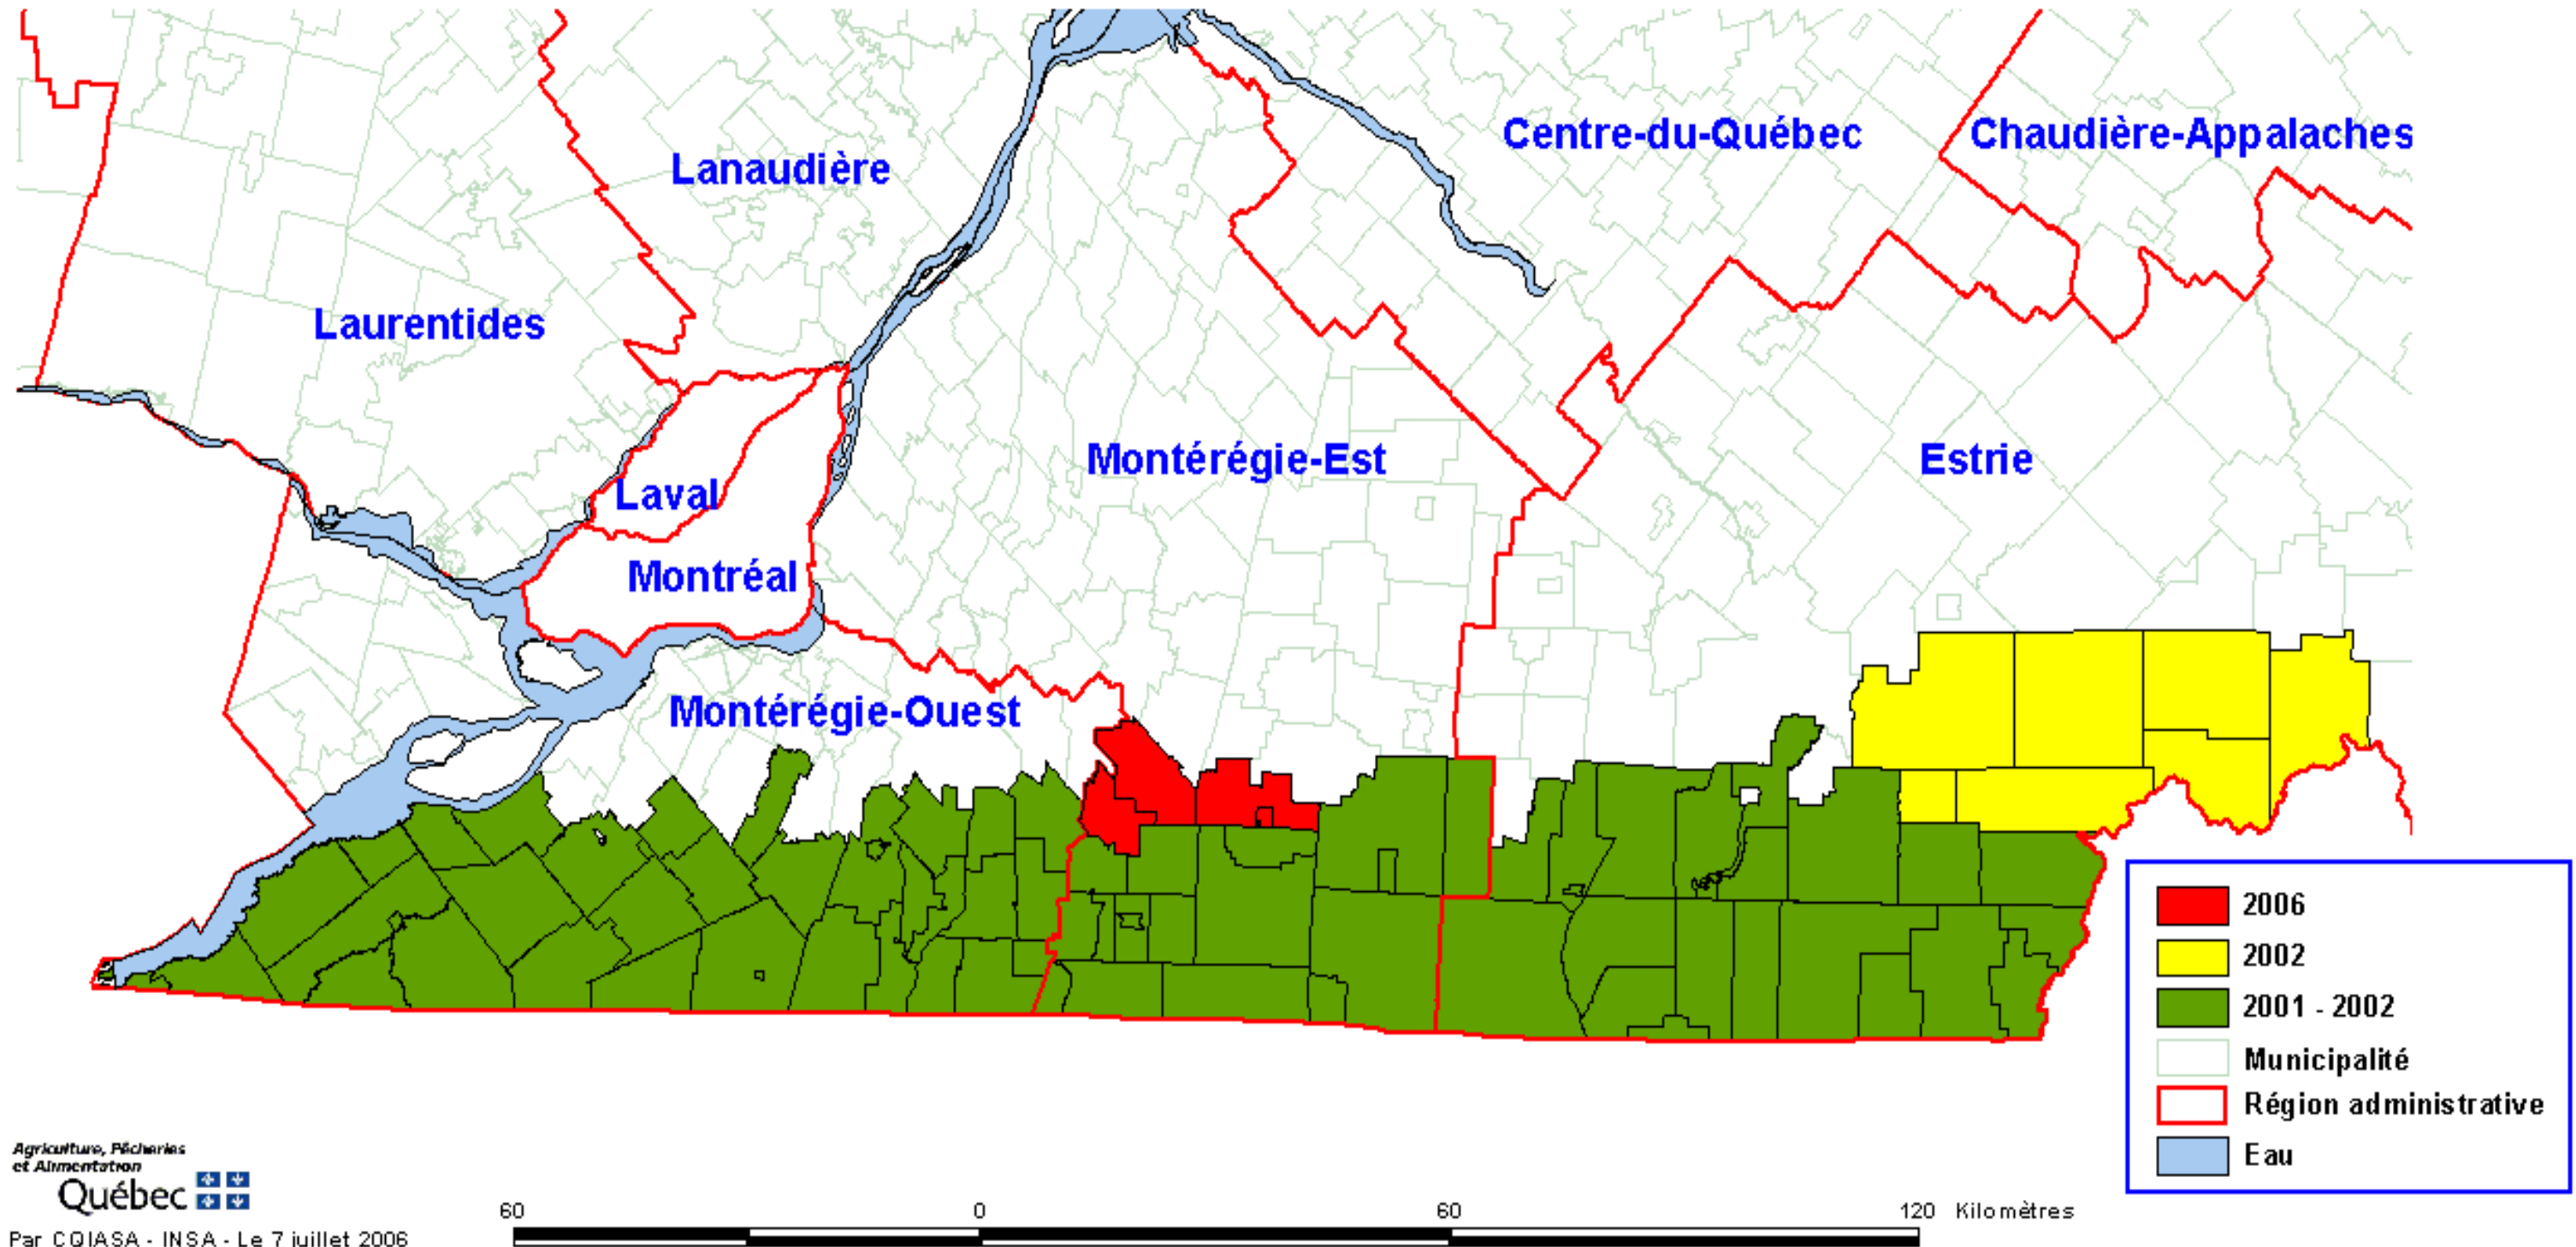 Centre-du-Québec
Chaudière-Appalaches
Lanaudière
Laurentides
Montérégie-Est
Estrie
Laval
Montréal
Montérégie-Ouest
2006
2002
2001 - 2002
Municipalité
Région administrative
Eau
Agriculture, Pêcheries
et Alimentation
Québec
60 0 60 120 Kilomètres
Par CQIASA - INSA - Le 7 juillet 2006